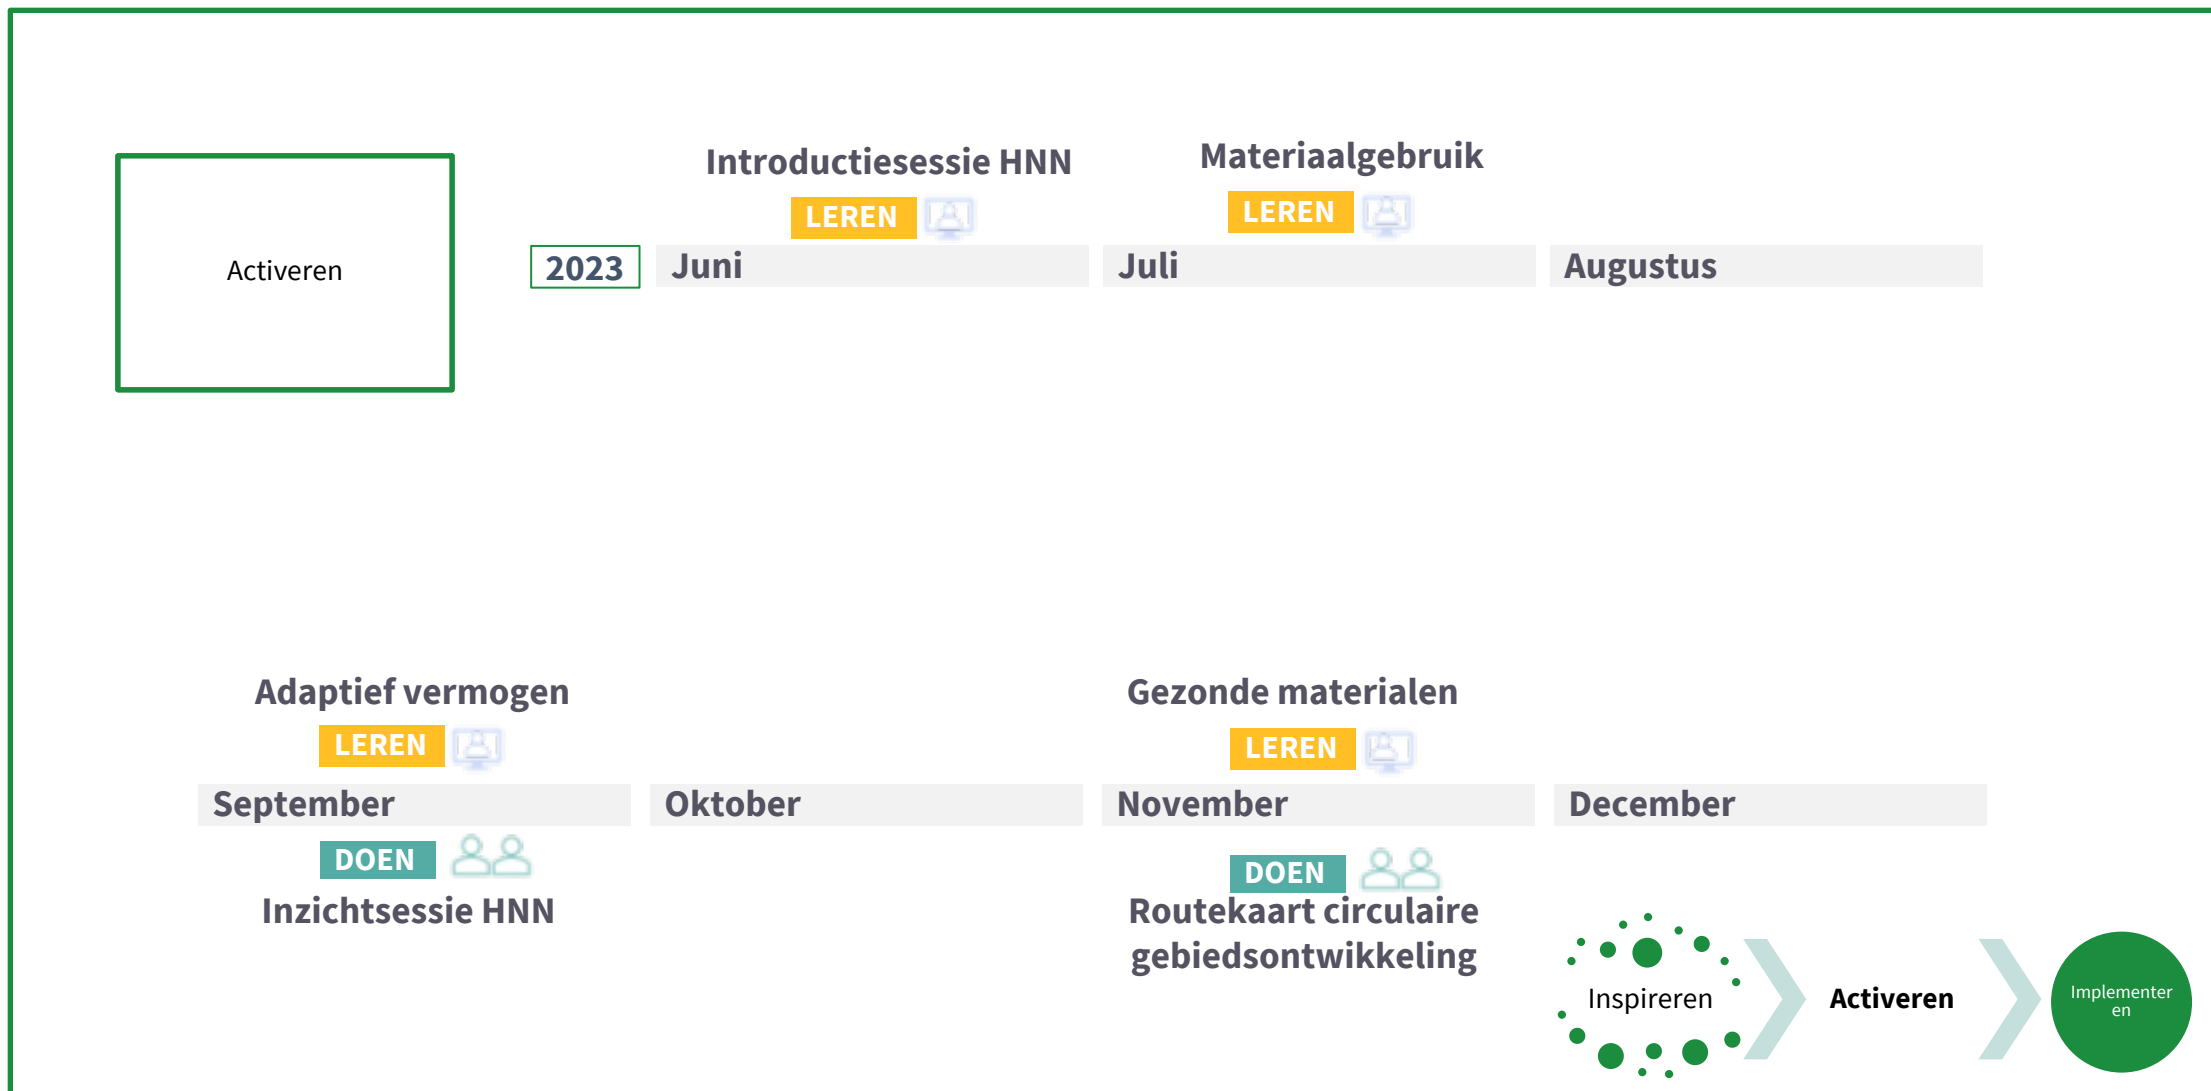 Activeren
Introductiesessie HNN
LEREN
Materiaalgebruik
LEREN
2023
Juni
Juli
Augustus
Adaptief vermogen
LEREN
Gezonde materialen
LEREN
September
Oktober
November
December
DOEN
Inzichtsessie HNN
DOEN
Routekaart circulaire
gebiedsontwikkeling
Inspireren
Activeren
Implementer
en